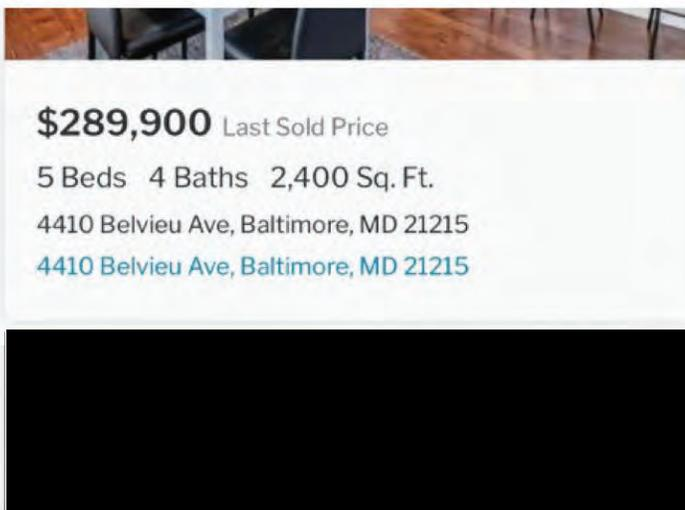 $289,900 Last Sold Price
5 Beds 4 Baths 2,400 Sq. Ft.
4410 Belvieu Ave, Baltimore, MD 21215
4410 Belvieu Ave, Baltimore, MD 21215